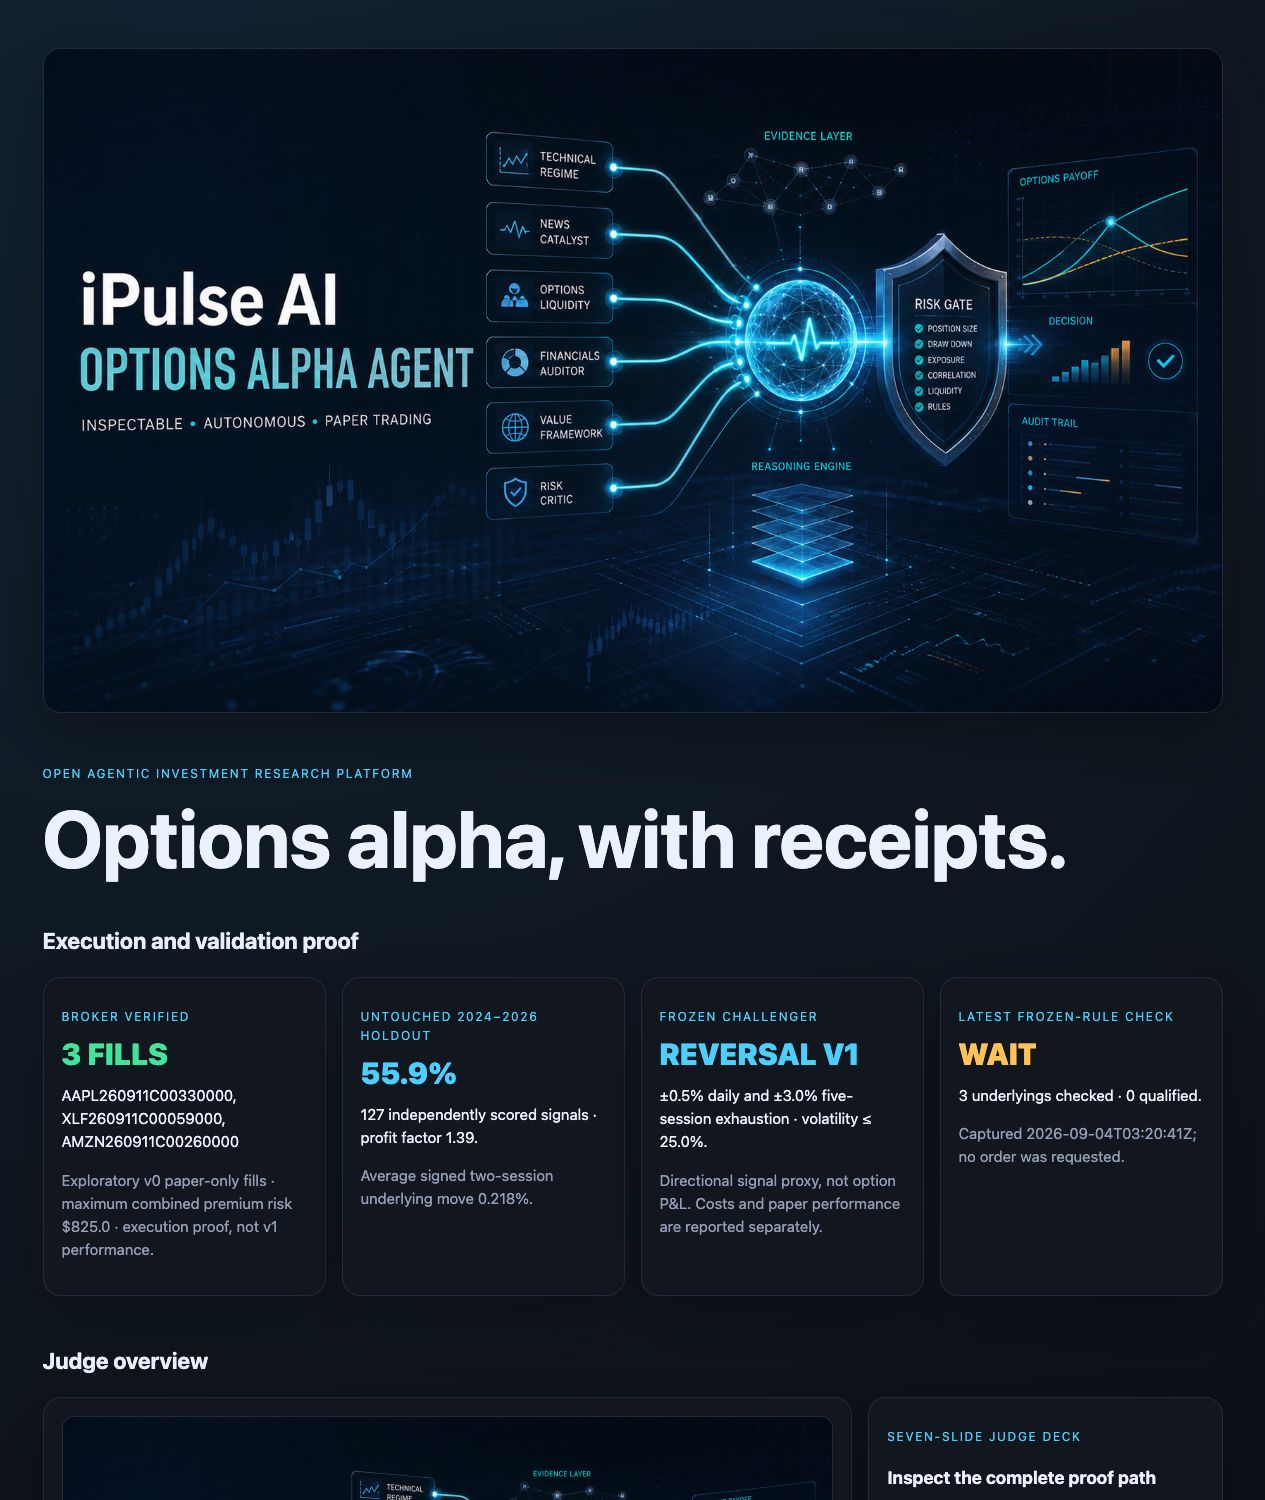 iPulse AI
OPTIONS ALPHA AGENT
INSPECTABLE • AUTONOMOUS • PAPER TRADING
TECHNICAL
REGIME
NEWS
CATALYST
OPTIONS
LIQUIDITY
FINANCIALS
AUDITOR
VALUE
FRAMEWORK
RISK
CRITIC
EVIDENCE LAYER
REASONING ENGINE
RISK GATE
POSITION SIZE
DRAW DOWN
EXPOSURE
CORRELATION
LIQUIDITY
RULES
OPTIONS PAYOFF
DECISION
AUDIT TRAIL
OPEN AGENTIC INVESTMENT RESEARCH PLATFORM
Options alpha, with receipts.
Execution and validation proof
BROKER VERIFIED
3 FILLS
AAPL260911C00330000,
XLF260911C00059000,
AMZN260911C00260000
Exploratory v0 paper-only fills ·
maximum combined premium risk
$825.0 · execution proof, not v1
performance.
UNTOUCHED 2024–2026
HOLDOUT
55.9%
127 independently scored signals ·
profit factor 1.39.
Average signed two-session
underlying move 0.218%.
FROZEN CHALLENGER
REVERSAL V1
±0.5% daily and ±3.0% five-
session exhaustion · volatility ≤
25.0%.
Directional signal proxy, not option
P&L. Costs and paper performance
are reported separately.
LATEST FROZEN-RULE CHECK
WAIT
3 underlyings checked · 0 qualified.
Captured 2026-09-04T03:20:41Z;
no order was requested.
Judge overview
EVIDENCE LAYER
TECHNICAL
REGIME
SEVEN-SLIDE JUDGE DECK
Inspect the complete proof path